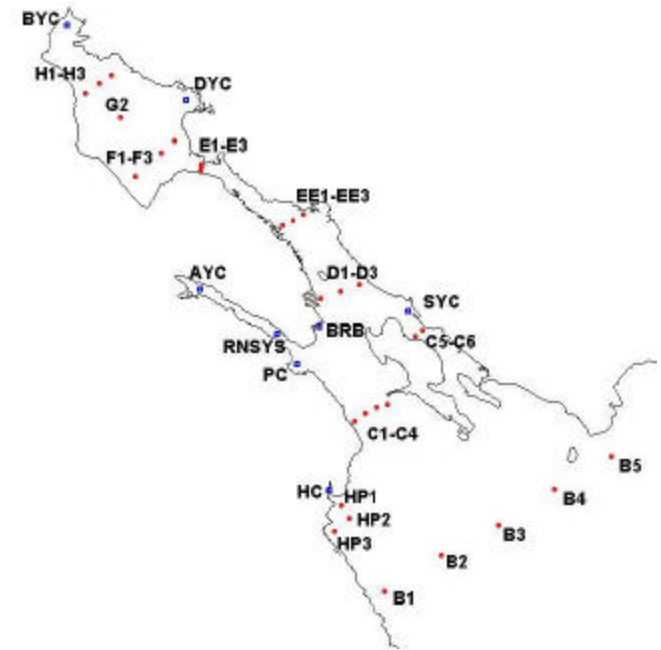 BYC
H1-H3
DYC
G2
E1-E3
F1-F3
EE1-EE3
AYC
D1-D3
SYC
BRB
RNSYS
C5-C6
PC
C1-C4
B5
B4
HC
HP1
HP2
B3
HP3
B2
B1